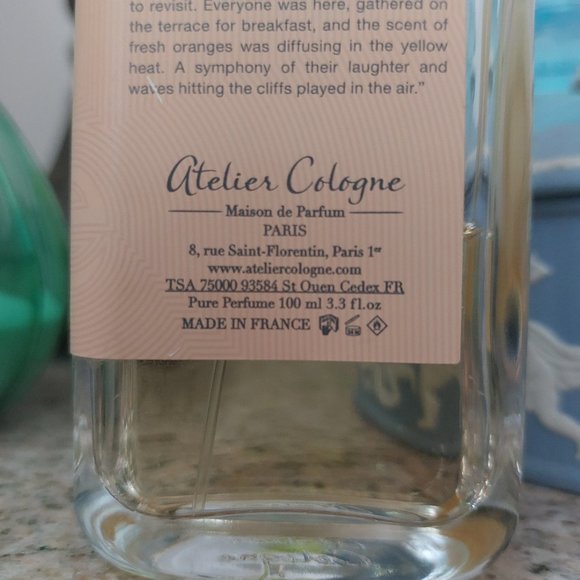 to revisit. Everyone was here, gathered on
the terrace for breakfast, and the scent of
fresh oranges was diffusing in the yellow
heat. A symphony of their laughter and
waves hitting the cliffs played in the air.”
Atelier Cologne
Maison de Parfum
PARIS
8, rue Saint-Florentin, Paris 1er
www.ateliercologne.com
TSA 75000 93584 St Ouen Cedex FR
Pure Perfume 100 ml 3.3 fl.oz
MADE IN FRANCE